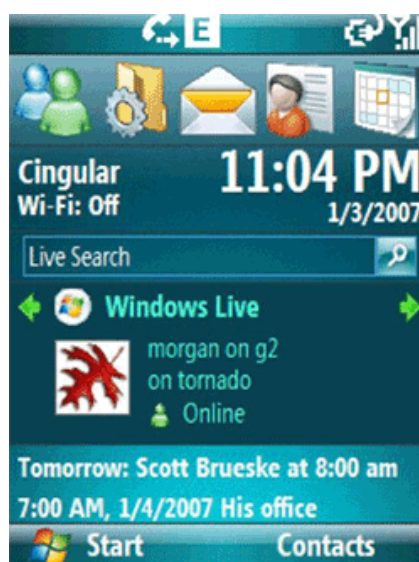 E
Cingular
11:04 PM
Wi-Fi: Off
1/3/2007
Live Search
Windows Live
morgan on g2
on tornado
Online
Tomorrow: Scott Brueske at 8:00 am
7:00 AM, 1/4/2007 His office
Start
Contacts